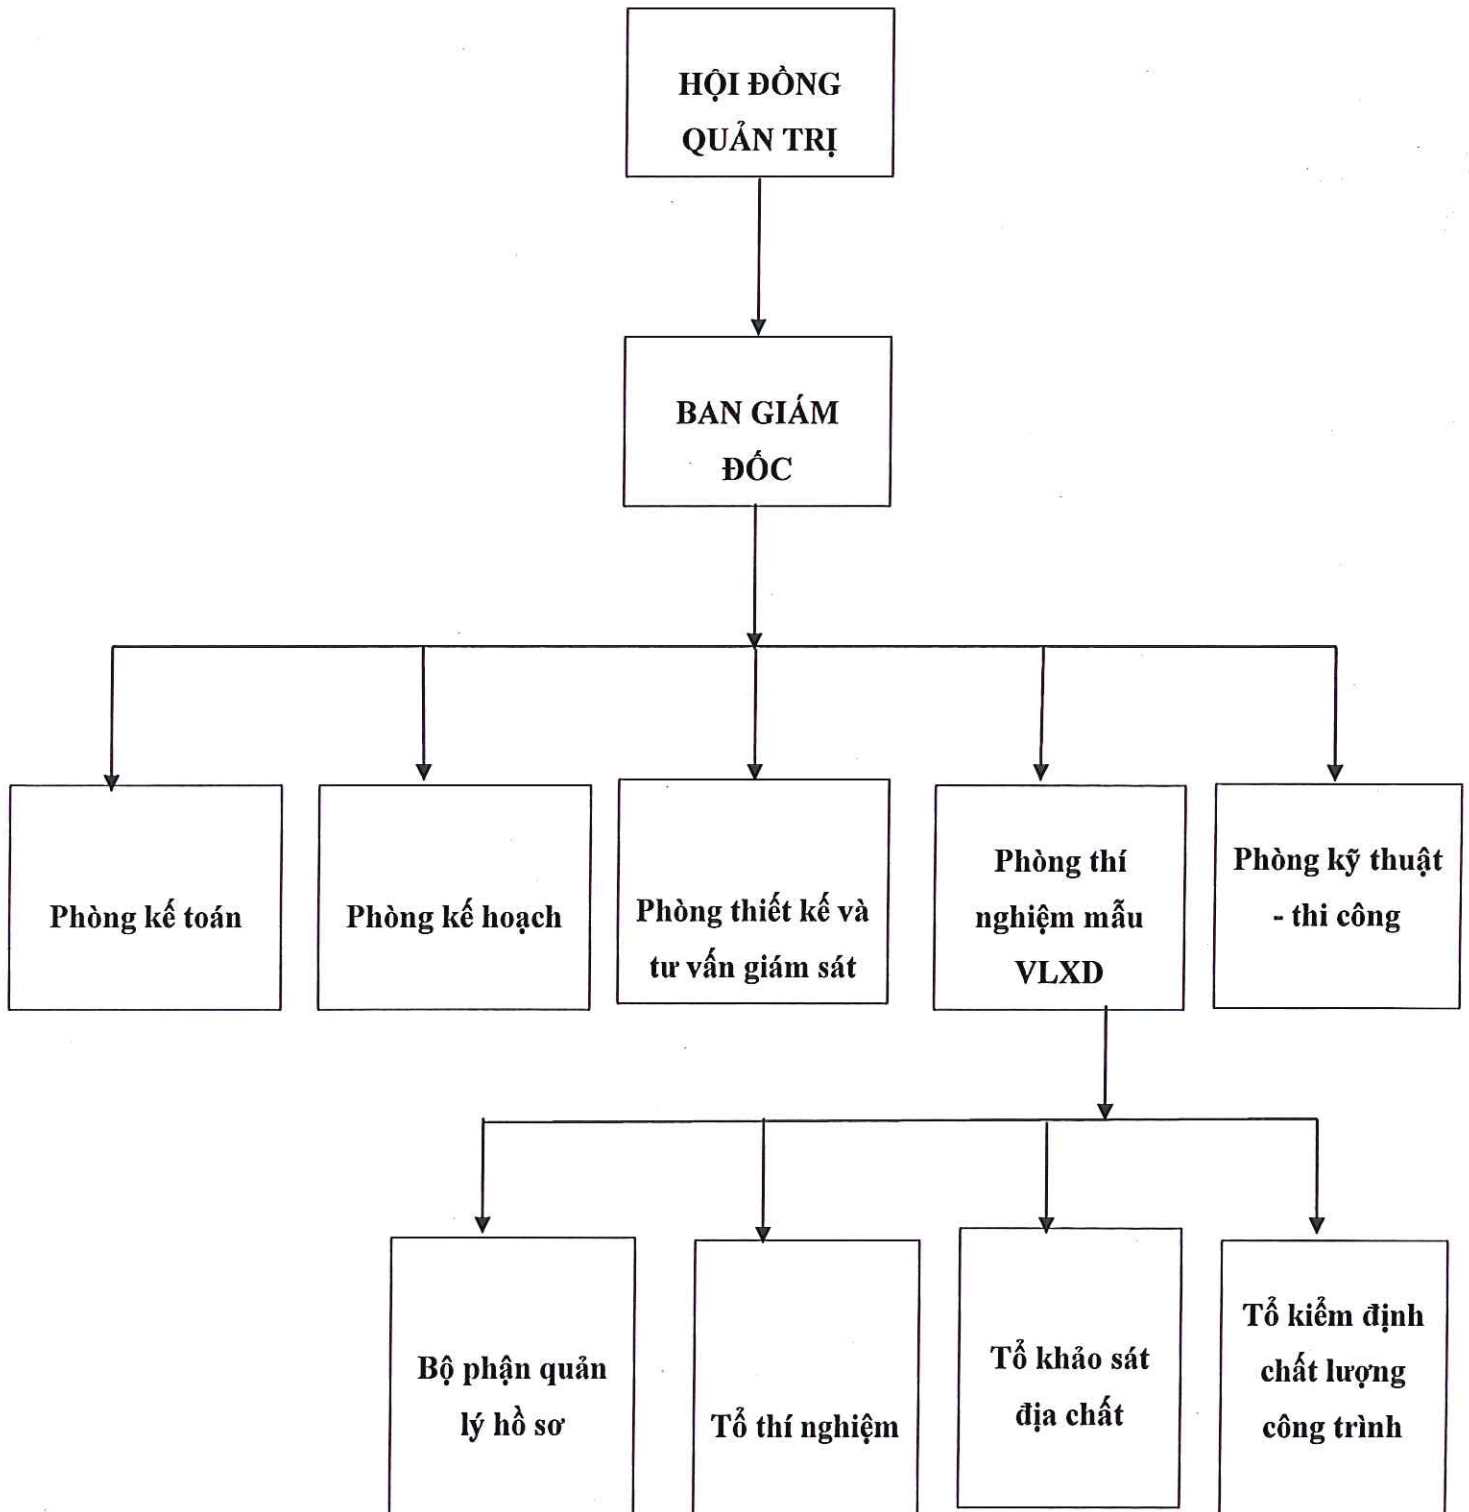 HỘI ĐỒNG
QUẢN TRỊ
BAN GIÁM
ĐỐC
Phòng kế toán
Phòng kế hoạch
Phòng thiết kế và
tư vấn giám sát
Phòng thí
nghiệm mẫu
VLXD
Phòng kỹ thuật
- thi công
Bộ phận quản
lý hồ sơ
Tổ thí nghiệm
Tổ khảo sát
địa chất
Tổ kiểm định
chất lượng
công trình